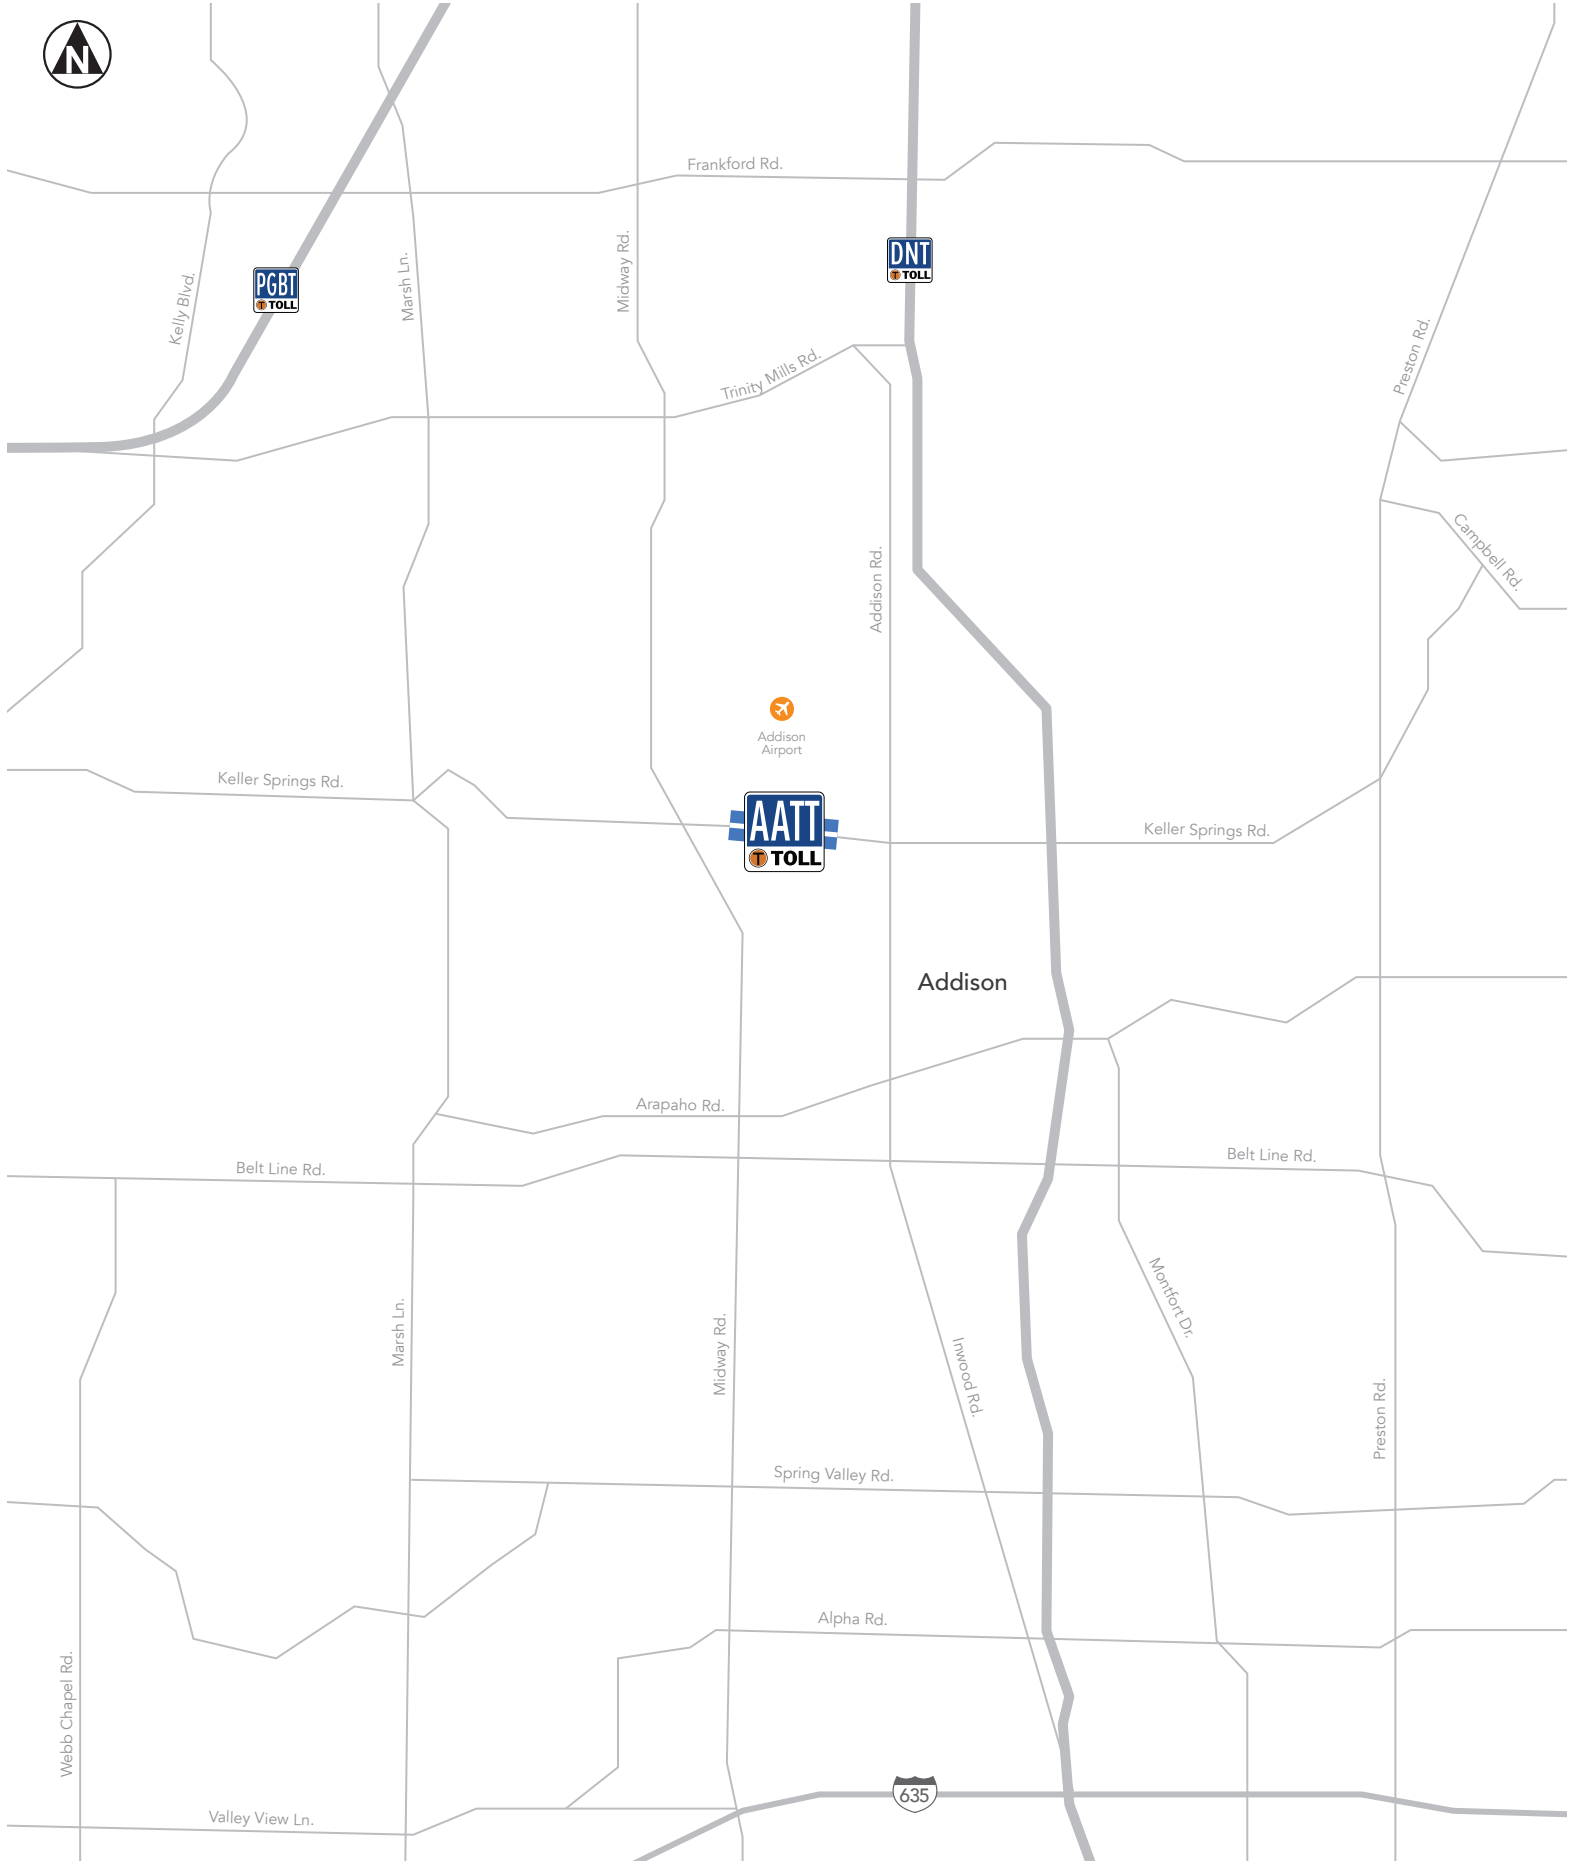 N
Frankford Rd.
Midway Rd.
DNT
TOLL
Marsh Ln.
PGBT
TOLL
Kelly Blvd.
Preston Rd.
Trinity Mills Rd.
Campbell Rd.
Addison Rd.
Addison
Airport
Keller Springs Rd.
AATT
T TOLL
Keller Springs Rd.
Addison
Arapaho Rd.
Belt Line Rd.
Belt Line Rd.
Montfort Dr.
Marsh Ln.
Midway Rd.
Inwood Rd.
Preston Rd.
Spring Valley Rd.
Alpha Rd.
Webb Chapel Rd.
635
Valley View Ln.